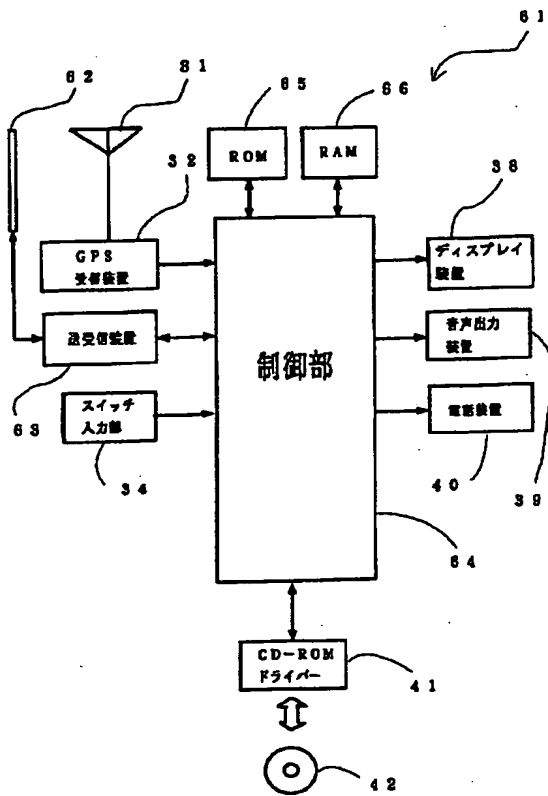 61
62
31
65
66
ROM
RAM
32
38
GPS
受信装置
ディスプレイ
装置
送受信装置
制御部
音声出力
装置
63
スイッチ
入力部
電話装置
34
40
39
64
CD-ROM
ドライバー
41
42